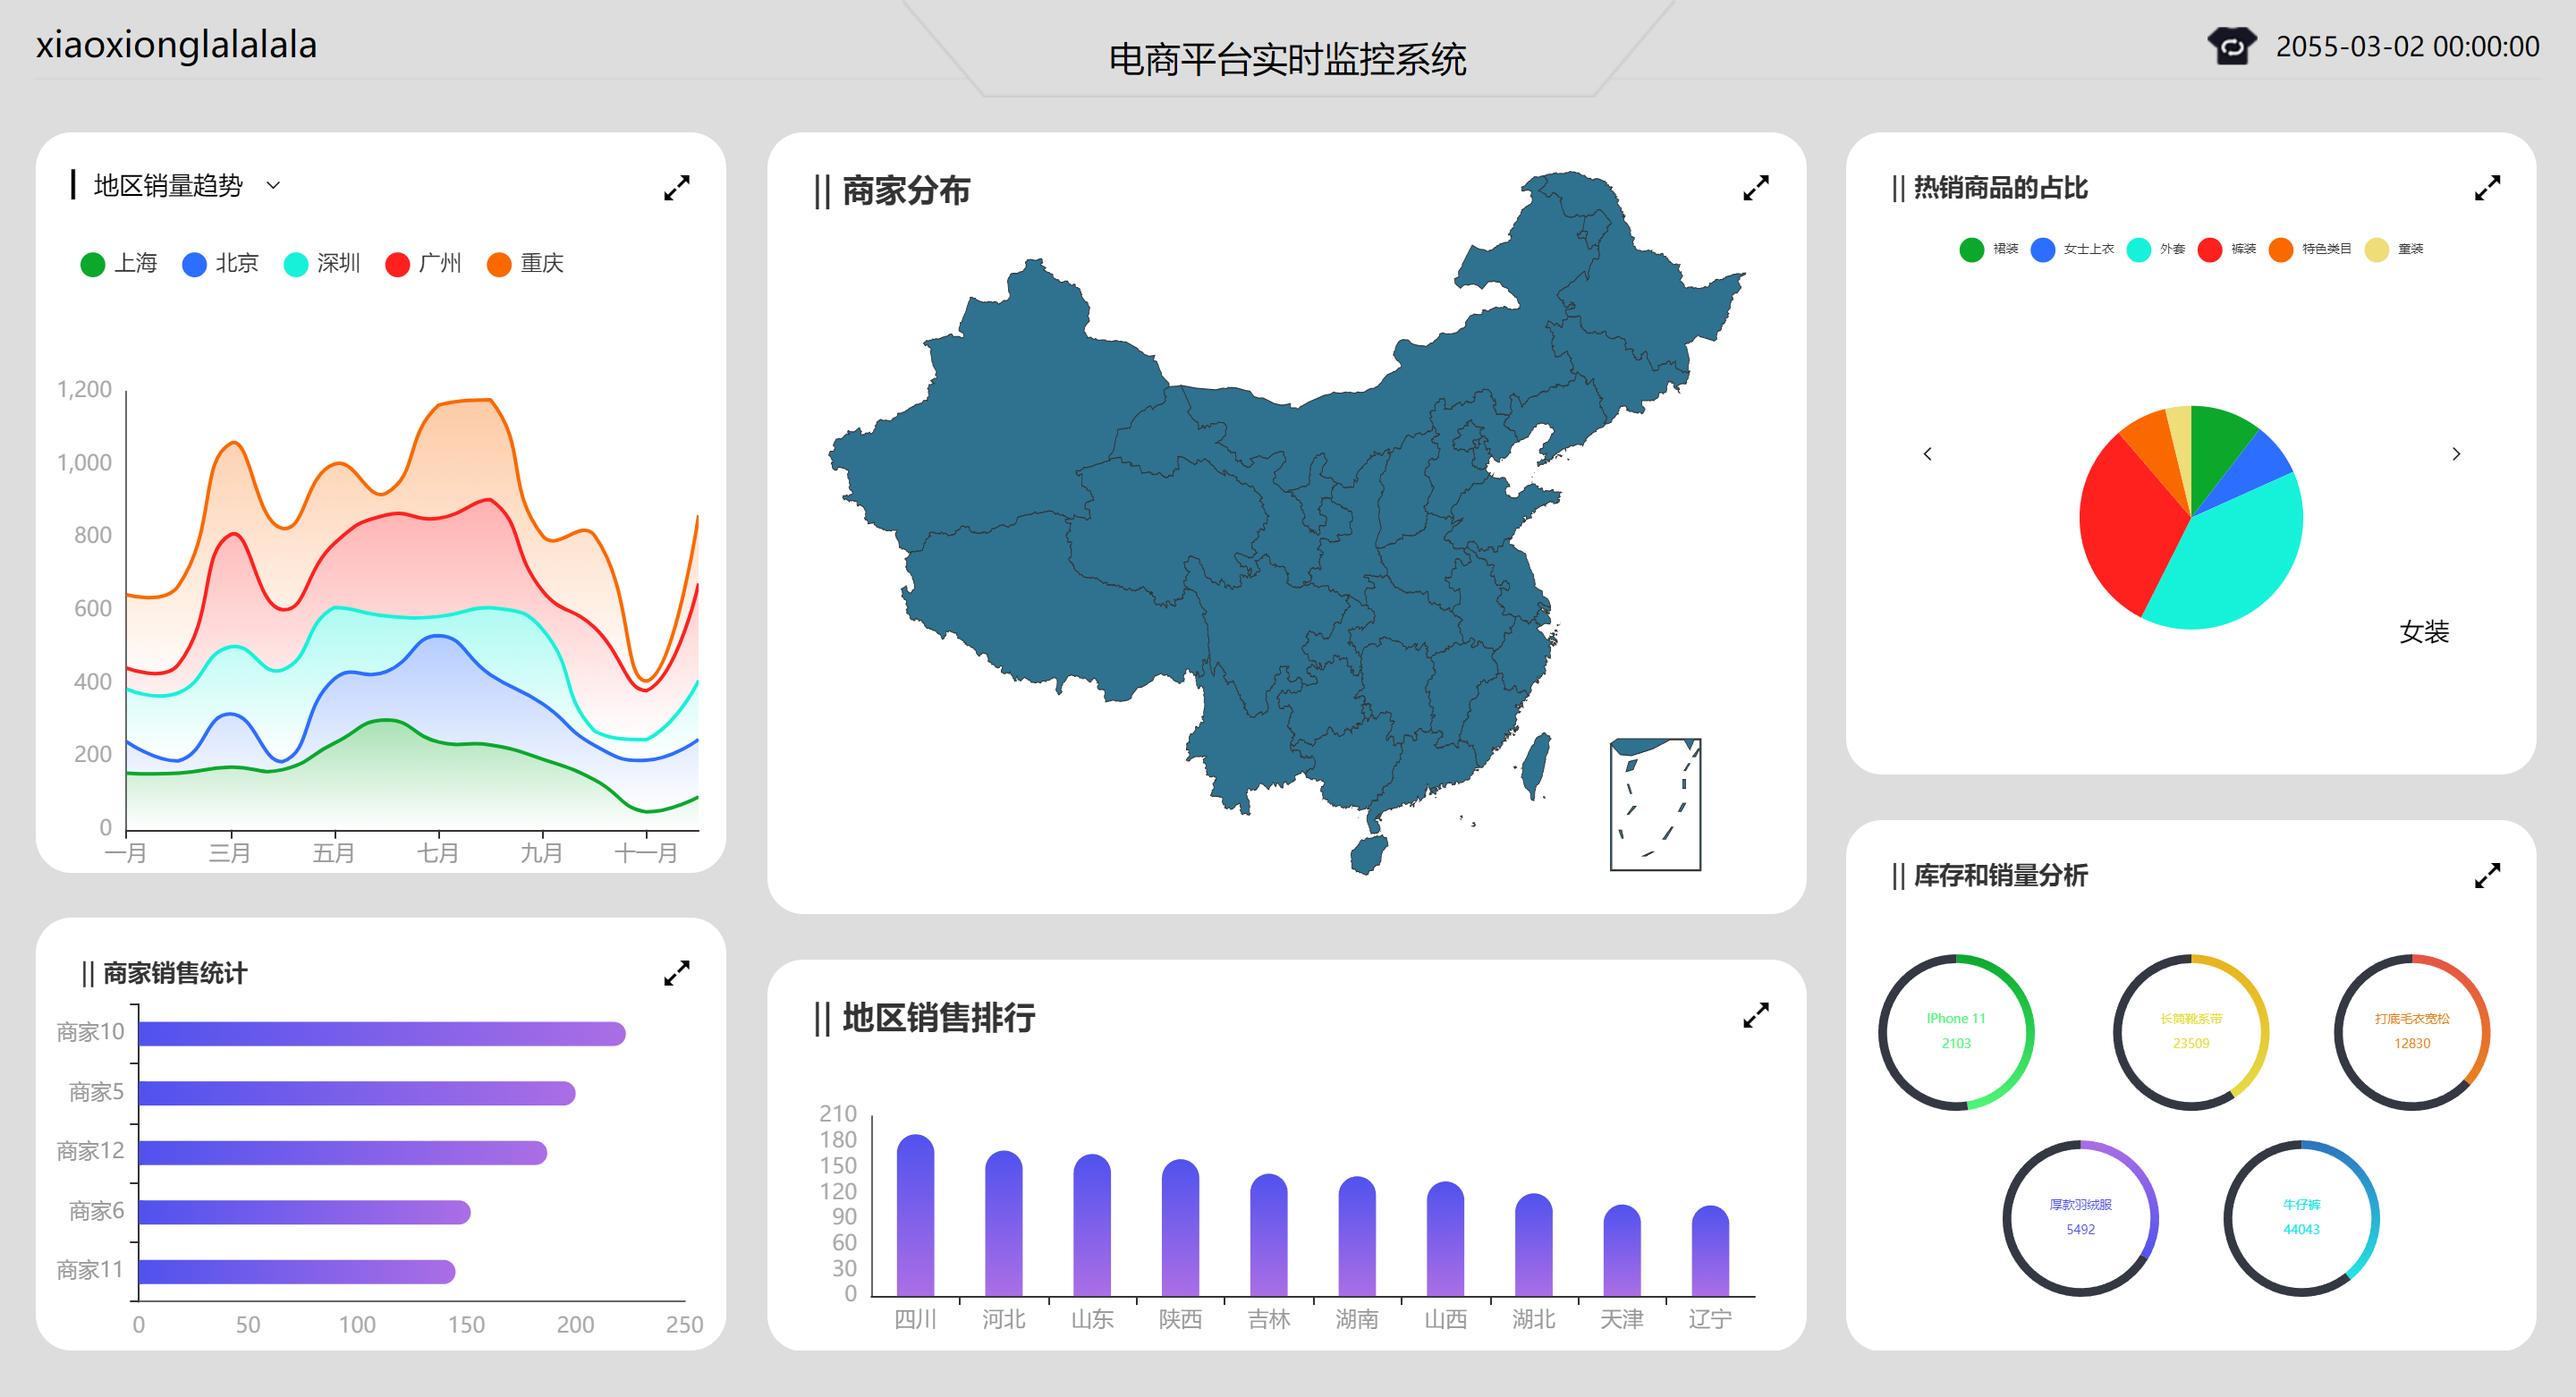 xiaoxionglalalala
电商平台实时监控系统
2055-03-02 00:00:00
地区销量趋势
上海 北京 深圳 广州 重庆
1,200
1,000
800
600
400
200
0
一月 三月 五月 七月 九月 十一月
|| 商家销售统计
商家10
商家5
商家12
商家6
商家11
0 50 100 150 200 250
|| 商家分布
|| 地区销售排行
210
180
150
120
90
60
30
0
四川 河北 山东 陕西 吉林 湖南 山西 湖北 天津 辽宁
|| 热销商品的占比
裙装 女士上衣 外套 裤装 特色类目 童装
女装
|| 库存和销量分析
IPhone 11
2103
长筒靴系带
23509
打底毛衣宽松
12830
厚款羽绒服
5492
牛仔裤
44043